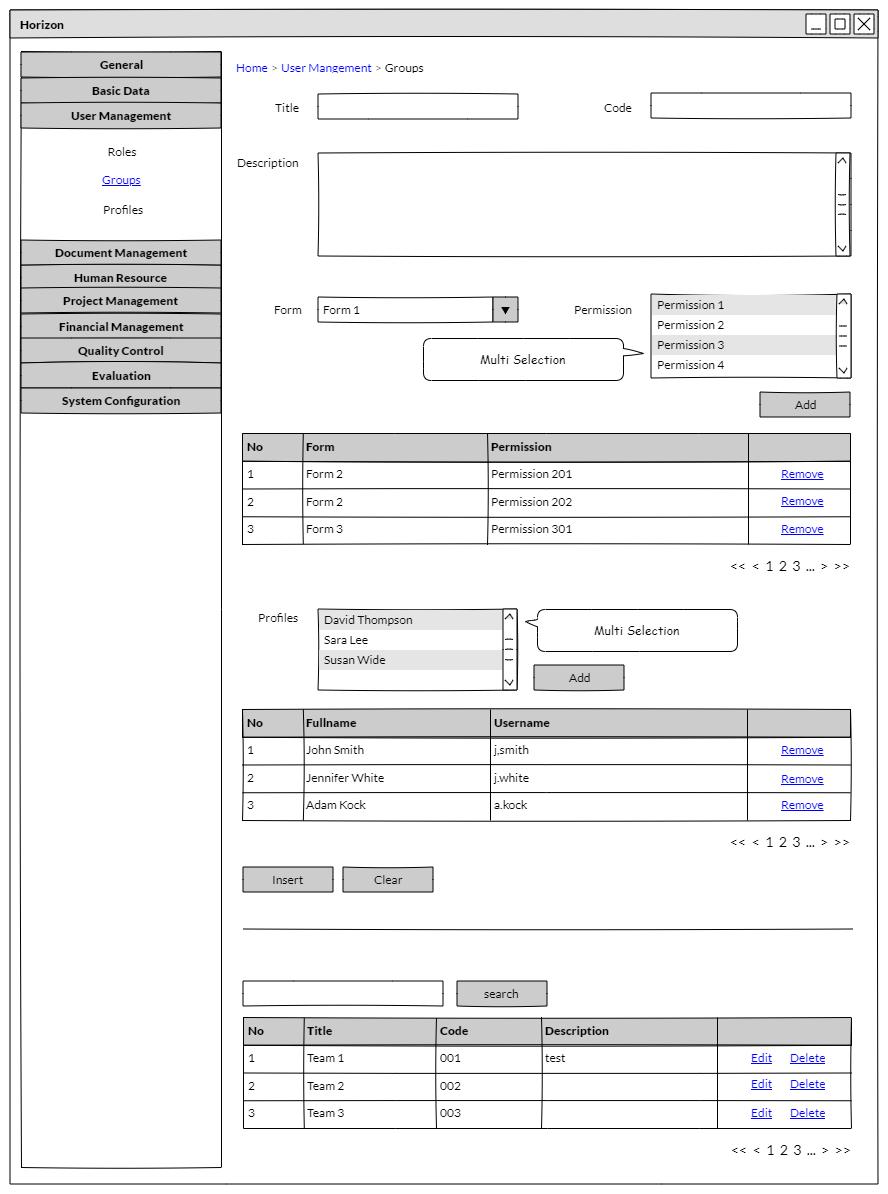 Horizon
General
Basic Data
User Management
Roles
Groups
Profiles
Document Management
Human Resource
Project Management
Financial Management
Quality Control
Evaluation
System Configuration
Home > User Mangement > Groups
Title
Code
Description
Form
Form 1
Permission
Permission 1
Permission 2
Permission 3
Permission 4
Multi Selection
Add
No Form Permission
1 Form 2 Permission 201 Remove
2 Form 2 Permission 202 Remove
3 Form 3 Permission 301 Remove
<< < 1 2 3 ... > >>
Profiles
David Thompson
Sara Lee
Susan Wide
Multi Selection
Add
No Fullname Username
1 John Smith j,smith Remove
2 Jennifer White j.white Remove
3 Adam Kock a.kock Remove
<< < 1 2 3 ... > >>
Insert Clear
search
No Title Code Description
1 Team 1 001 test Edit Delete
2 Team 2 002 Edit Delete
3 Team 3 003 Edit Delete
<< < 1 2 3 ... > >>